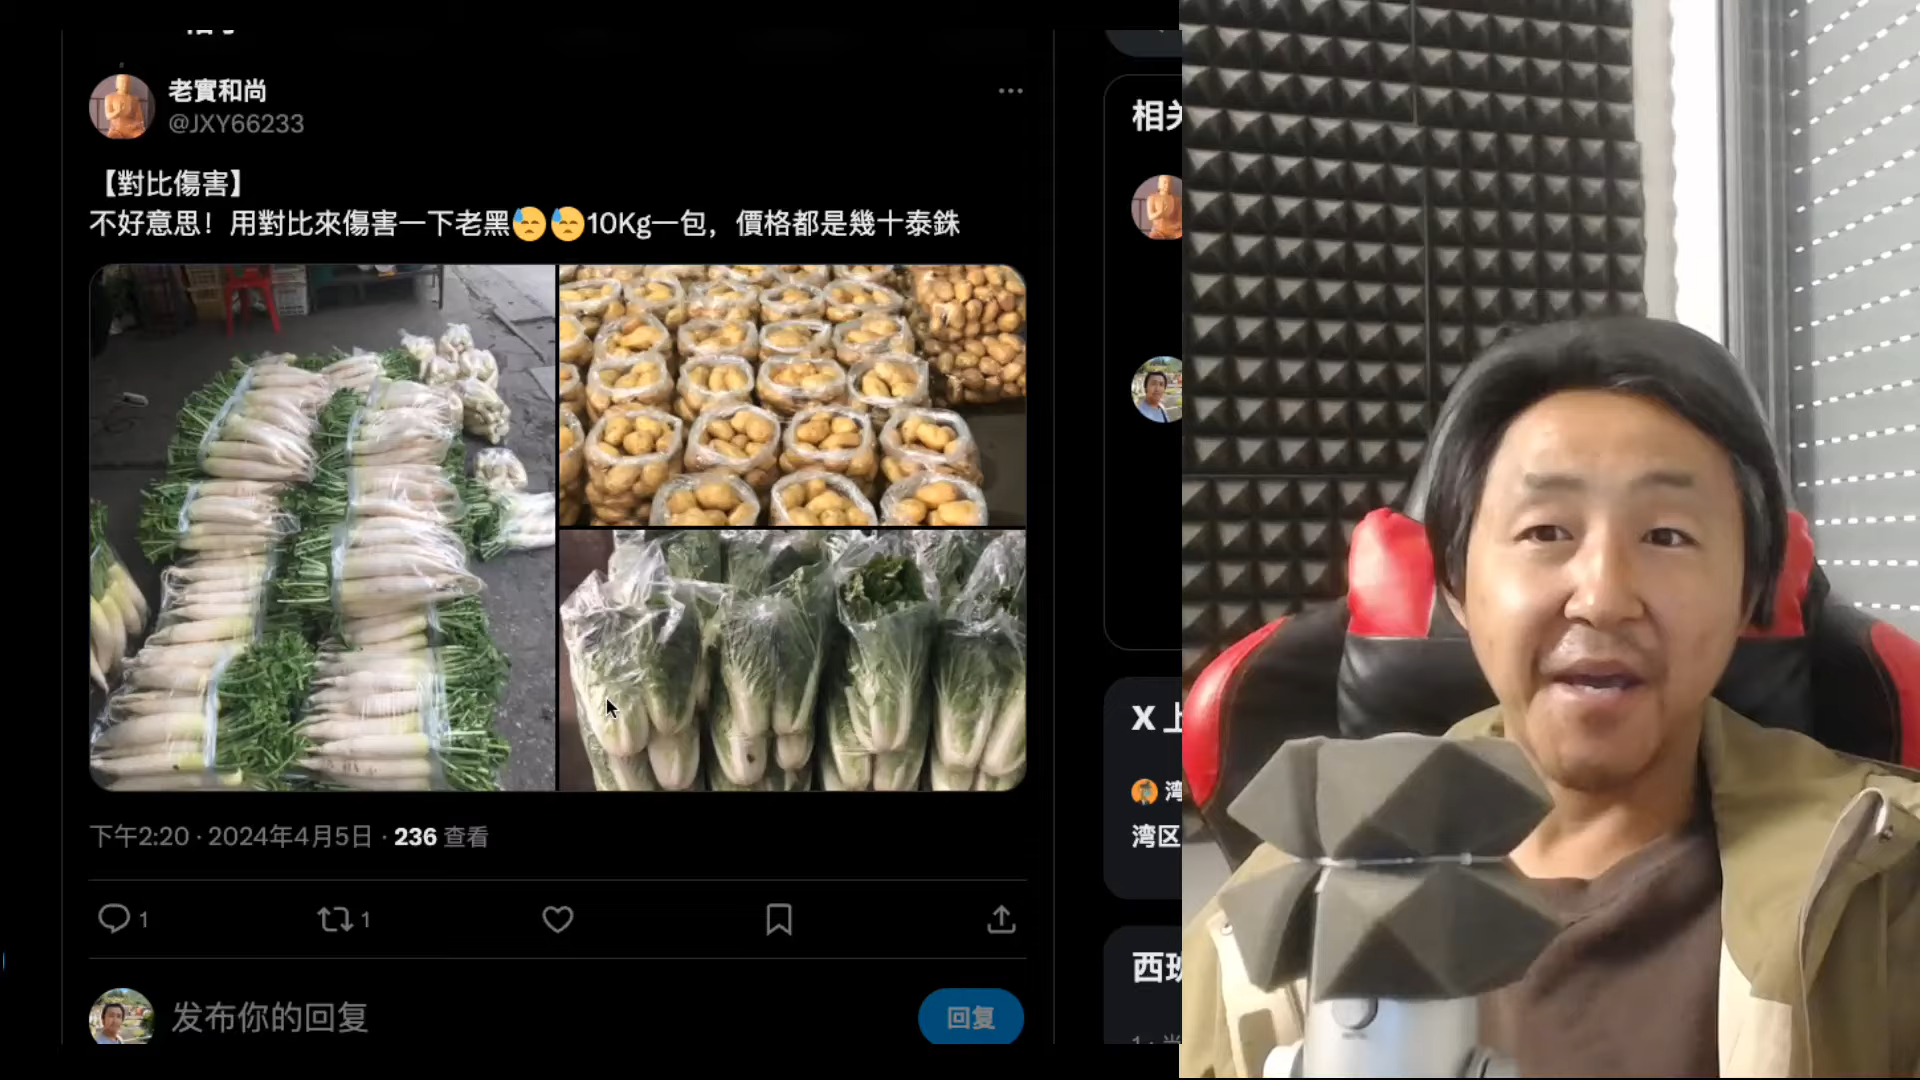 老實和尚
@JXY66233
【對比傷害】
不好意思！用對比來傷害一下老黑😓😓10Kg一包，價格都是幾十泰銖
下午2:20 · 2024年4月5日 · 236 查看
1
1
发布你的回复
回复
相关
X 上
湾
湾区
西班